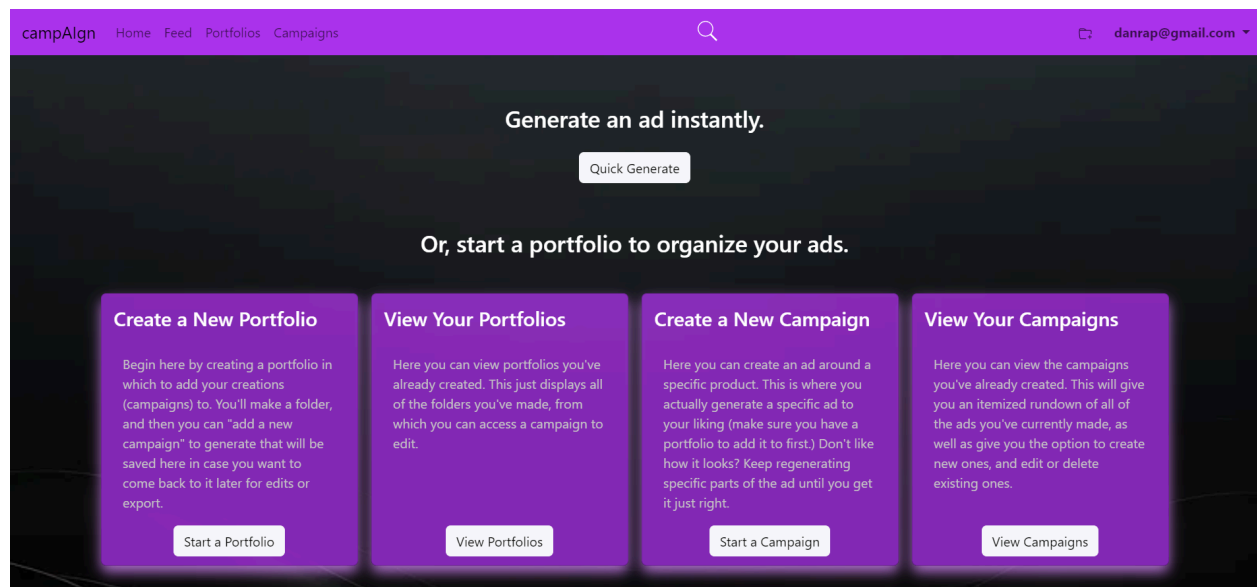 campAIgn Home Feed Portfolios Campaigns danrap@gmail.com
Generate an ad instantly.
Quick Generate
Or, start a portfolio to organize your ads.
Create a New Portfolio
Begin here by creating a portfolio in
which to add your creations
(campaigns) to. You'll make a folder,
and then you can "add a new
campaign" to generate that will be
saved here in case you want to
come back to it later for edits or
export.
Start a Portfolio
View Your Portfolios
Here you can view portfolios you've
already created. This just displays all
of the folders you've made, from
which you can access a campaign to
edit.
View Portfolios
Create a New Campaign
Here you can create an ad around a
specific product. This is where you
actually generate a specific ad to
your liking (make sure you have a
portfolio to add it to first.) Don't like
how it looks? Keep regenerating
specific parts of the ad until you get
it just right.
Start a Campaign
View Your Campaigns
Here you can view the campaigns
you've already created. This will give
you an itemized rundown of all of
the ads you've currently made, as
well as give you the option to create
new ones, and edit or delete
existing ones.
View Campaigns